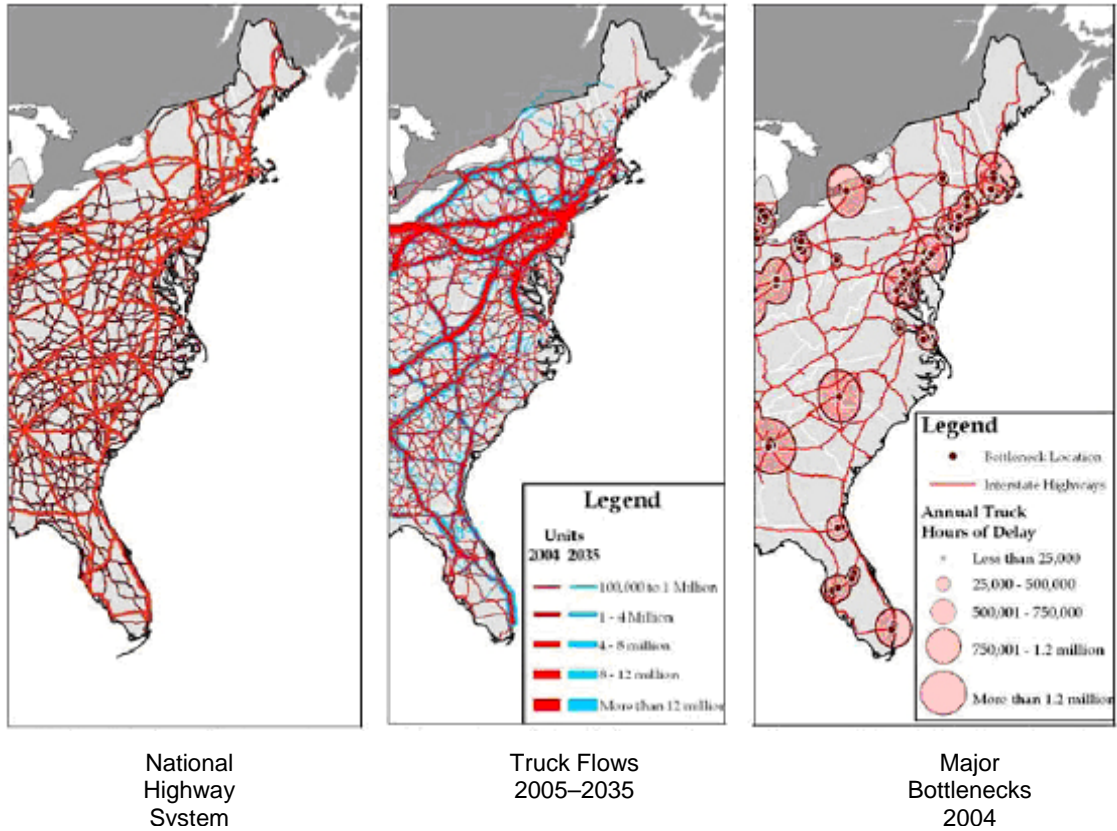 Legend
Units
2004 2035
100,000 to 1 Million
1 - 4 Million
4 - 8 million
8 - 12 million
More than 12 million
Legend
Bottleneck Location
Interstate Highways
Annual Truck
Hours of Delay
Less than 25,000
25,000 - 500,000
500,001 - 750,000
750,001 - 1.2 million
More than 1.2 million
National
Highway
System
Truck Flows
2005–2035
Major
Bottlenecks
2004